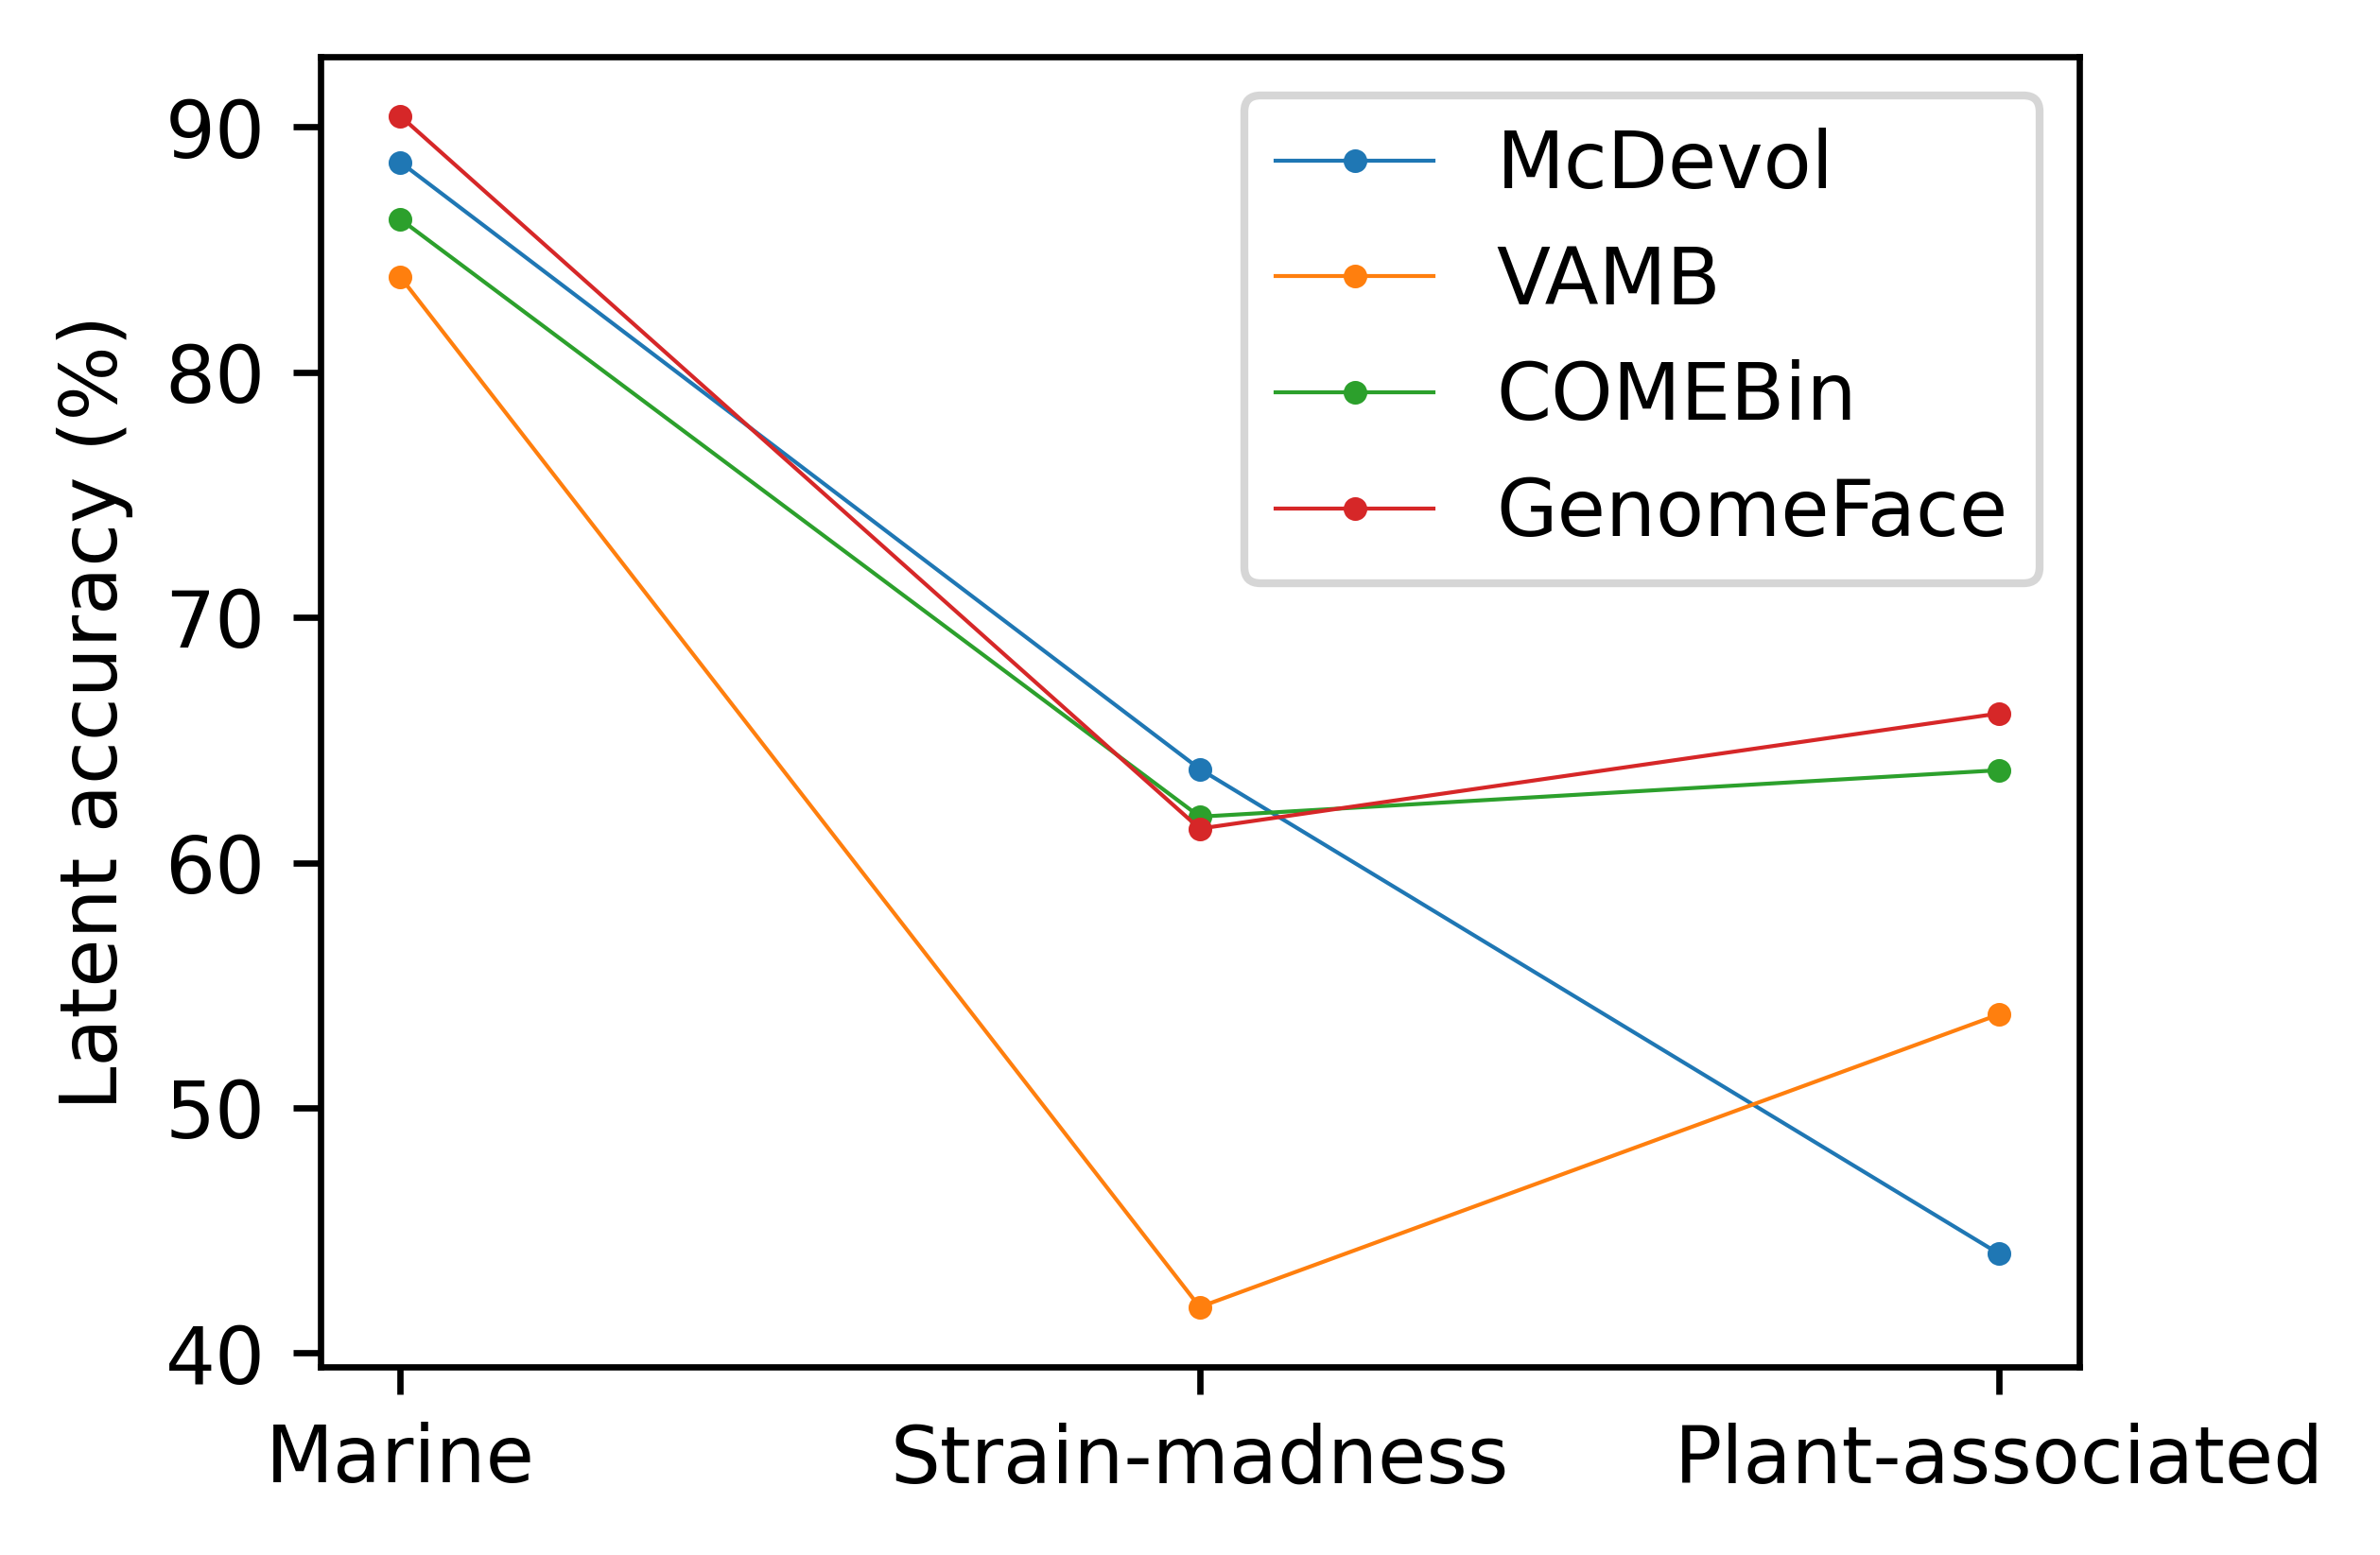 Latent accuracy (%)
90
80
70
60
50
40
McDevol
VAMB
COMEBin
GenomeFace
Marine
Strain-madness
Plant-associated